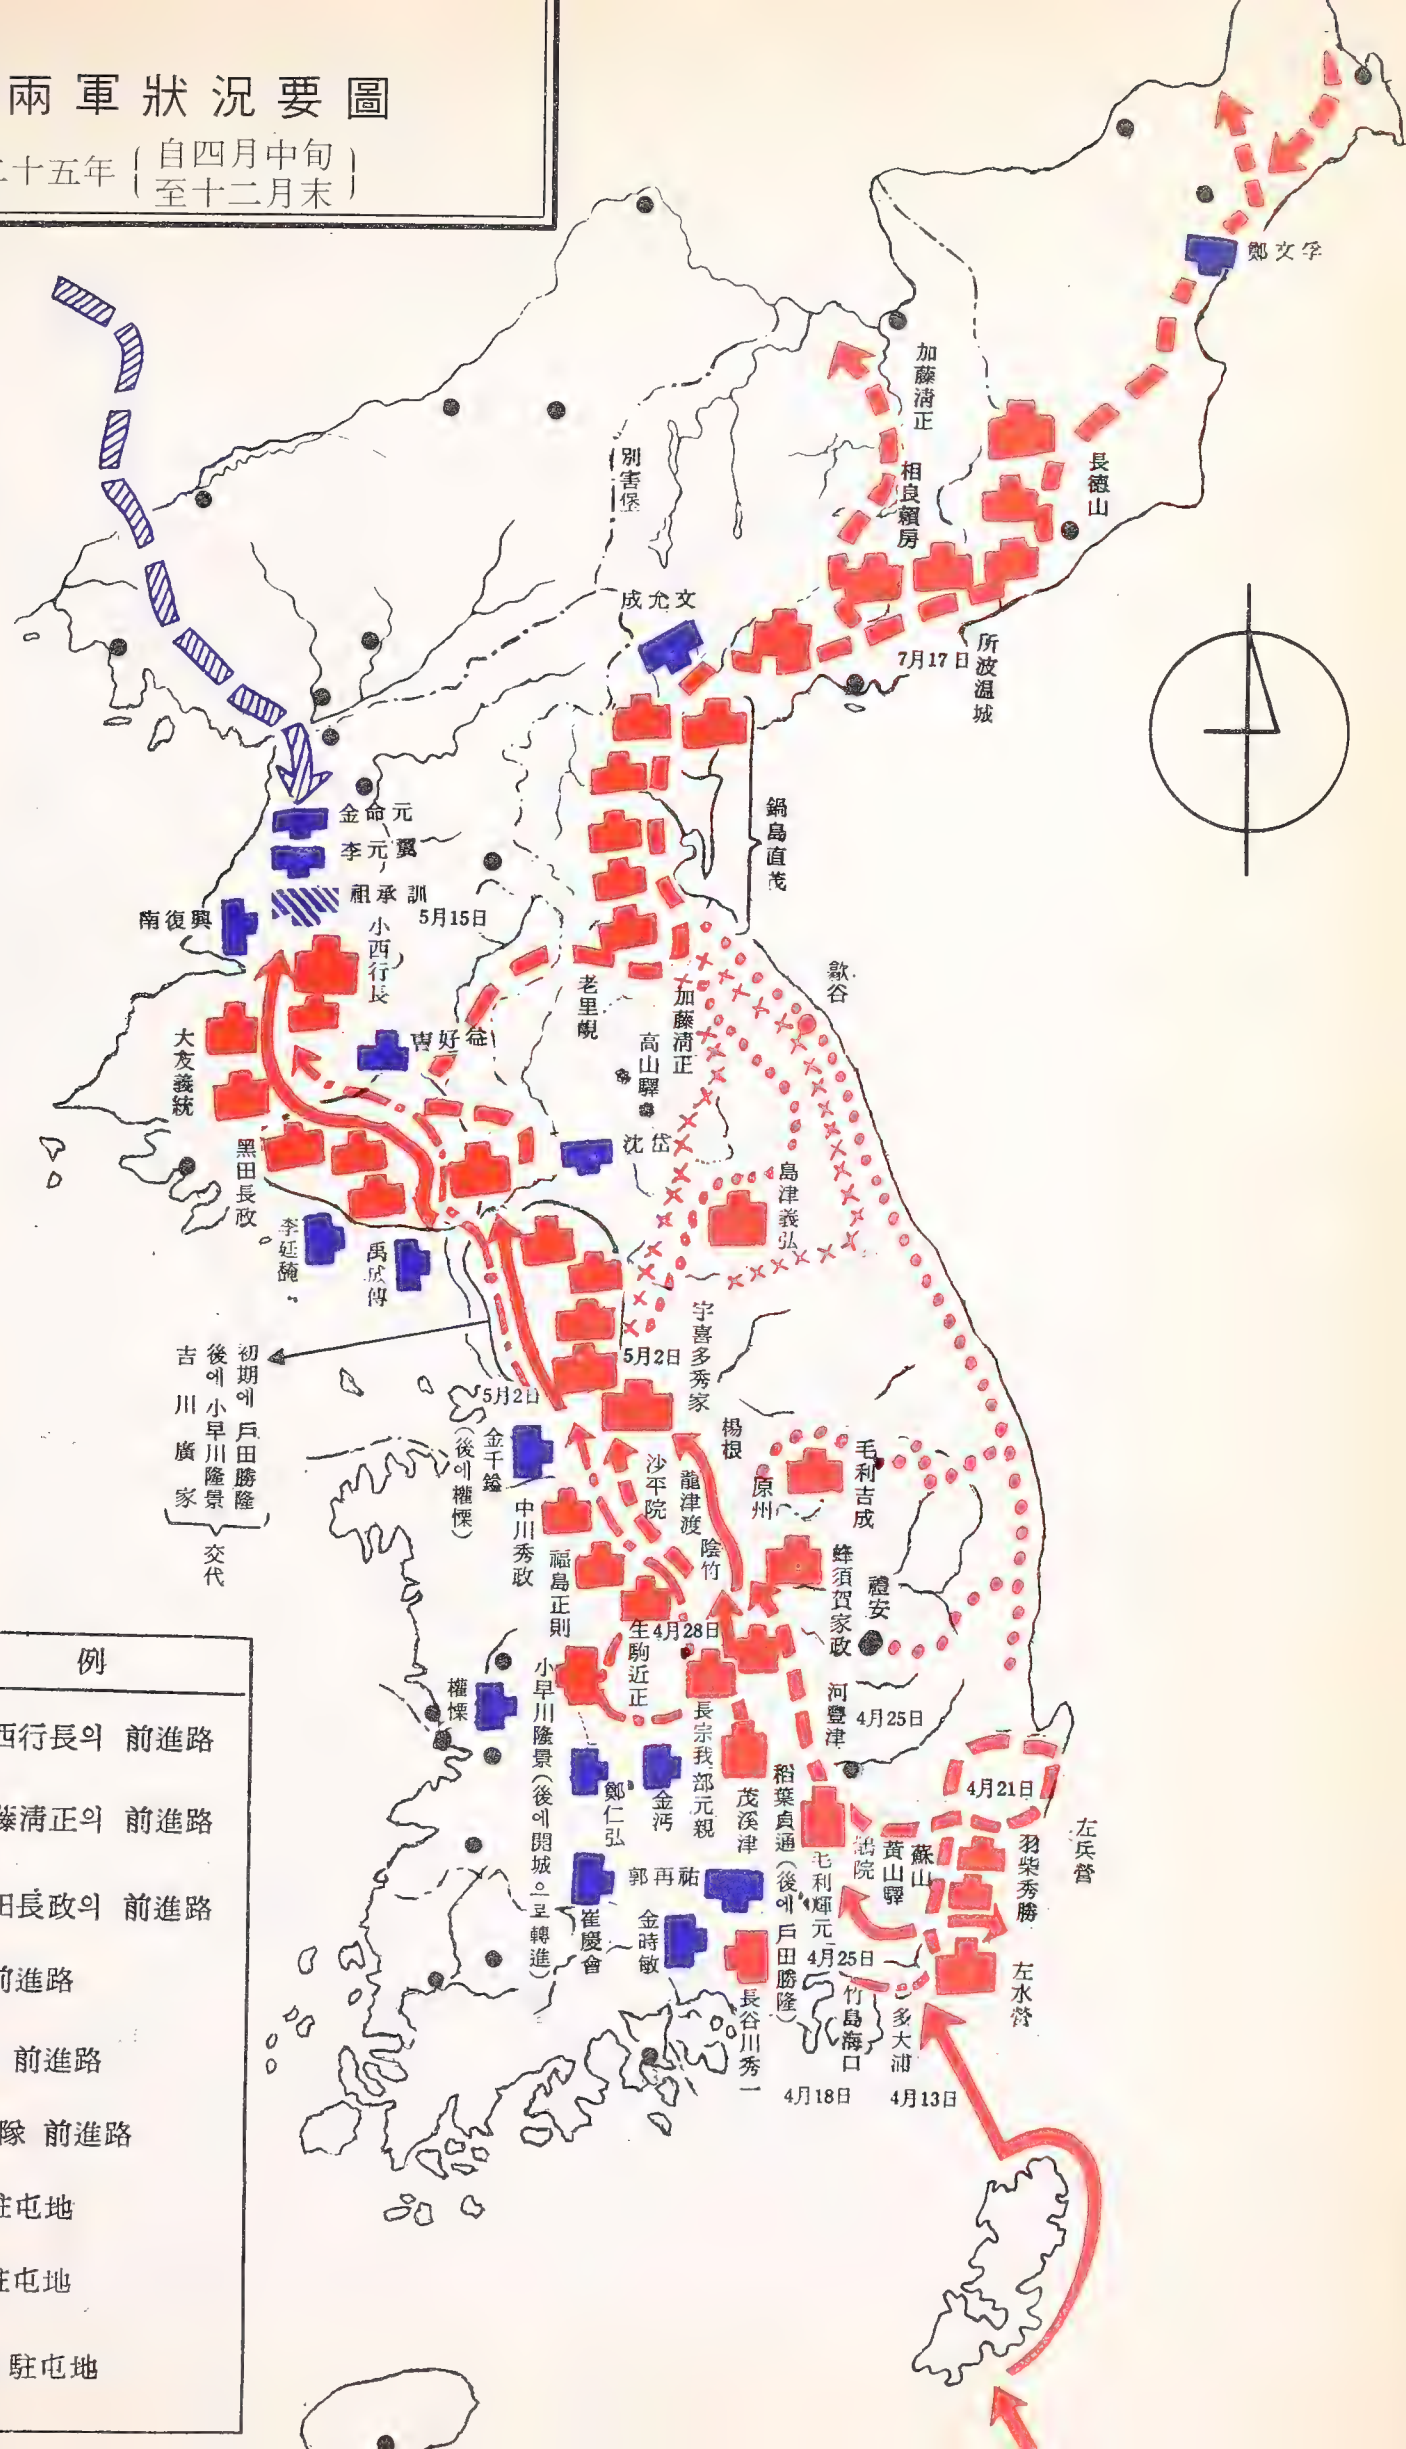 兩軍狀況要圖
二十五年
自四月中旬
至十二月末
鄭文孚
加藤淸正
長德山
相良賴房
別害堡
成允文
7月17日
所波溫城
鍋島直茂
金命元
李元翼
祖承訓
5月15日
南復興
小西行長
歙谷
老里峴
加藤淸正
高山驛
曺好益
大友義統
沈岱
黑田長政
島津義弘
李廷馣
禹成傳
宇喜多秀家
5月2日
5月2日
初期에 戶田勝隆
後에 小早川隆景
吉川廣家
交代
楊根
金千鎰
(後에 權慄)
沙平院
龍津渡
原州
毛利吉成
中川秀政
福島正則
陰竹
蜂須賀家政
禮安
4月28日
生駒近正
小早川隆景(後에 開城으로 轉進)
權慄
長宗我部元親
河豐津
4月25日
茂溪津
稻葉貞通(後에 戶田勝隆)
4月21日
鄭仁弘
金沔
毛利輝元
鵲院
黃山驛
蘇山
羽柴秀勝
左兵營
郭再祐
崔慶會
金時敏
4月25日
長谷川秀一
竹島海口
多大浦
左水營
4月18日
4月13日
例
西行長의 前進路
藤淸正의 前進路
田長政의 前進路
前進路
前進路
隊 前進路
駐屯地
駐屯地
駐屯地